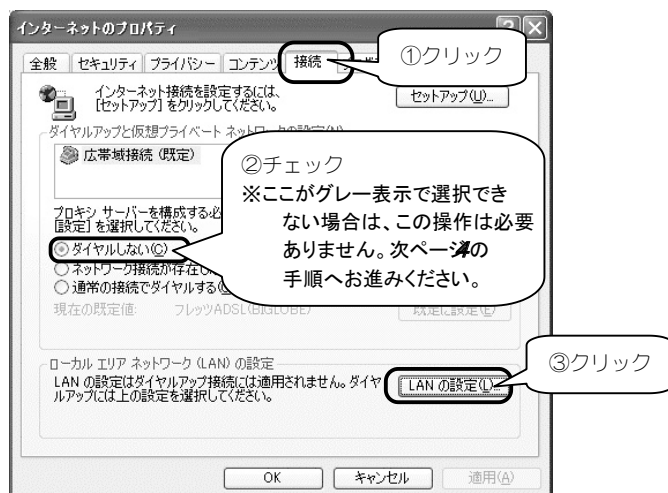 インターネットのプロパティ
全般 セキュリティ プライバシー コンテンツ 接続
①クリック
インターネット接続を設定するには、
[セットアップ] をクリックしてください。
セットアップ(U)...
ダイヤルアップと仮想プライベート ネットワークの設定(N)
広帯域接続 (既定)
②チェック
※ここがグレー表示で選択でき
ない場合は、この操作は必要
ありません。次ページ4の
手順へお進みください。
プロキシ サーバーを構成する必
[設定] を選択してください。
ダイヤルしない(C)
ネットワーク接続が存在し
通常の接続でダイヤルする(O)
現在の既定値: フレッツADSL(BIGLOBE) 既定に設定(E)
ローカル エリア ネットワーク (LAN) の設定
LAN の設定はダイヤルアップ接続には適用されません。ダイヤ
ルアップには上の設定を選択してください。
LAN の設定(L)...
③クリック
OK キャンセル 適用(A)